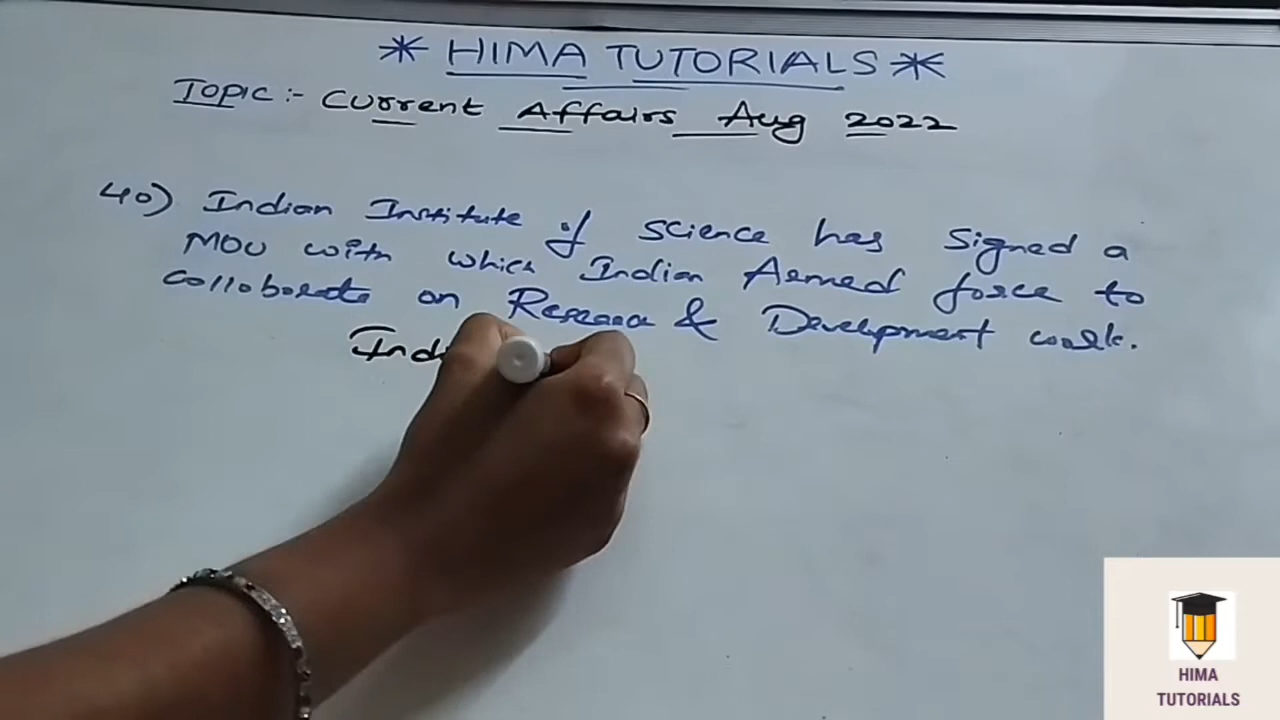 * HIMA TUTORIALS *
Topic:- Current Affairs Aug 2022
40) Indian Institute of science has signed a
MOU with which Indian Armed force to
collaborate on & Development work.
Indi
HIMA
TUTORIALS